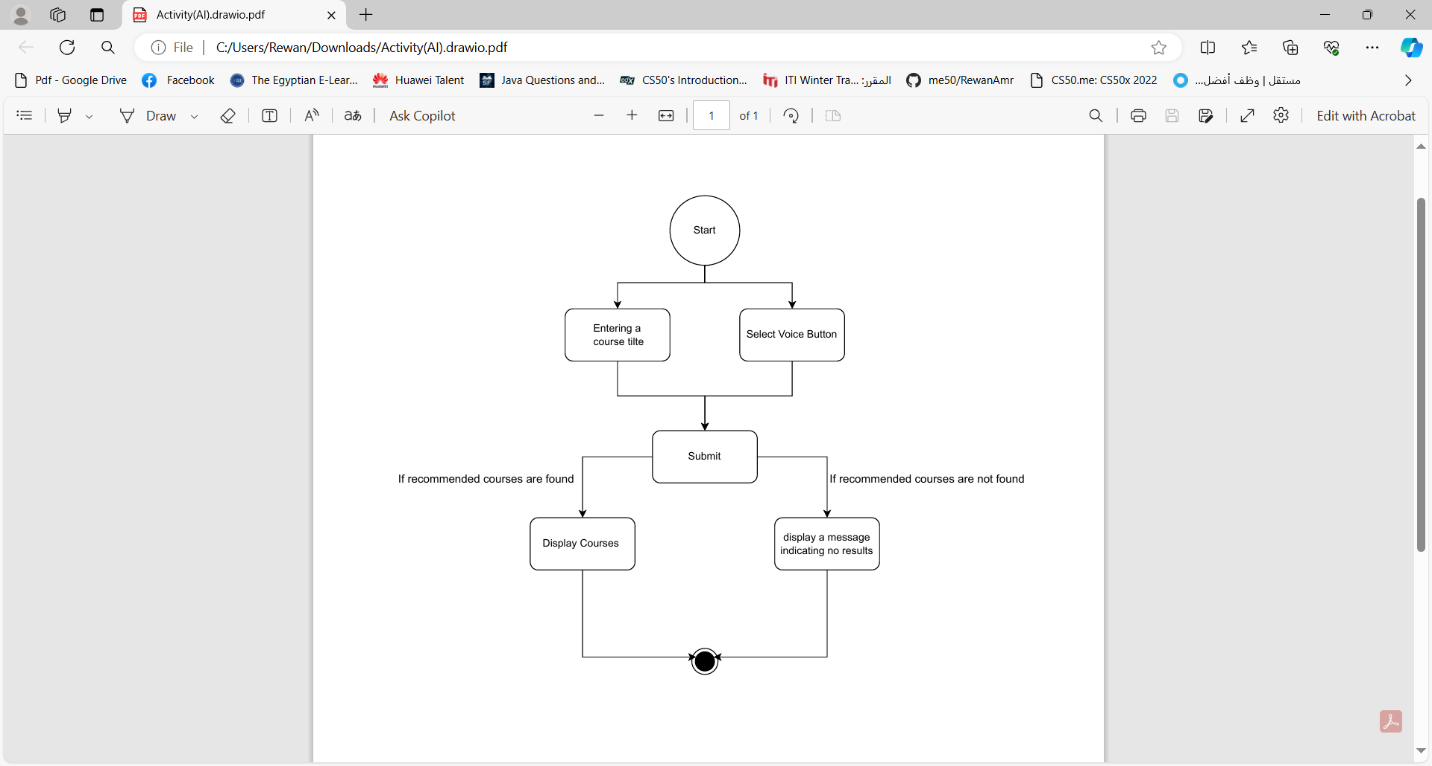 Activity(AI).drawio.pdf
File
C:/Users/Rewan/Downloads/Activity(AI).drawio.pdf
Pdf - Google Drive
Facebook
The Egyptian E-Lear...
Huawei Talent
Java Questions and...
CS50's Introduction...
ITI Winter Tra... :المقرر
me50/RewanAmr
CS50.me: CS50x 2022
مستقل | وظف أفضل...
Draw
aあ
Ask Copilot
1 of 1
Edit with Acrobat
Start
Entering a
course tilte
Select Voice Button
Submit
If recommended courses are found
If recommended courses are not found
Display Courses
display a message
indicating no results